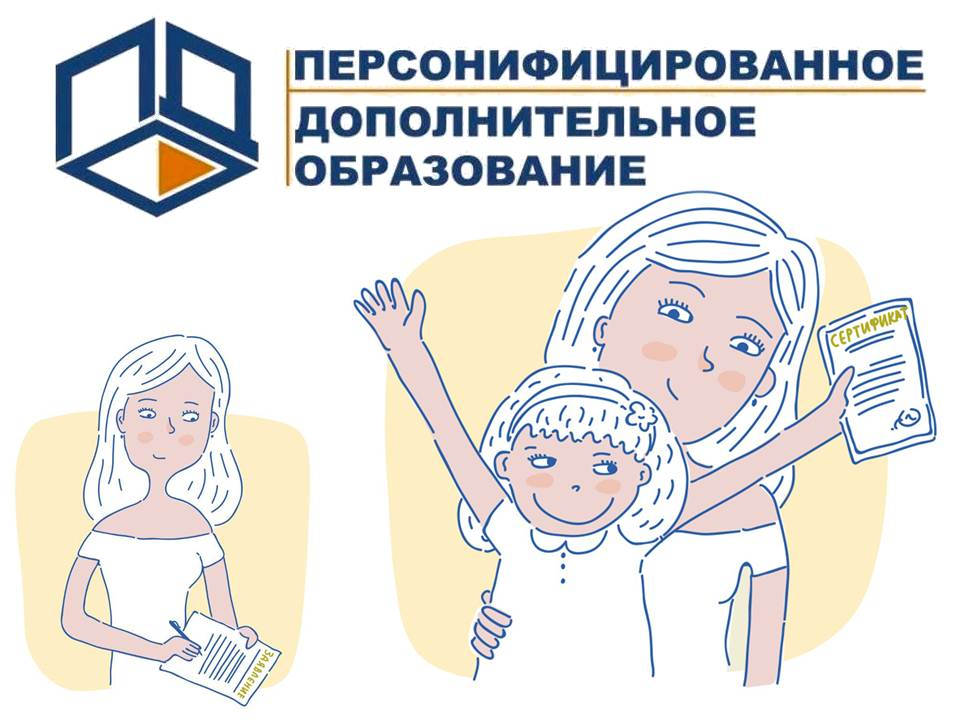 ПЕРСОНИФИЦИРОВАННОЕ
ДОПОЛНИТЕЛЬНОЕ
ОБРАЗОВАНИЕ
СЕРТИФИКАТ
ЗАЯВЛЕНИЕ